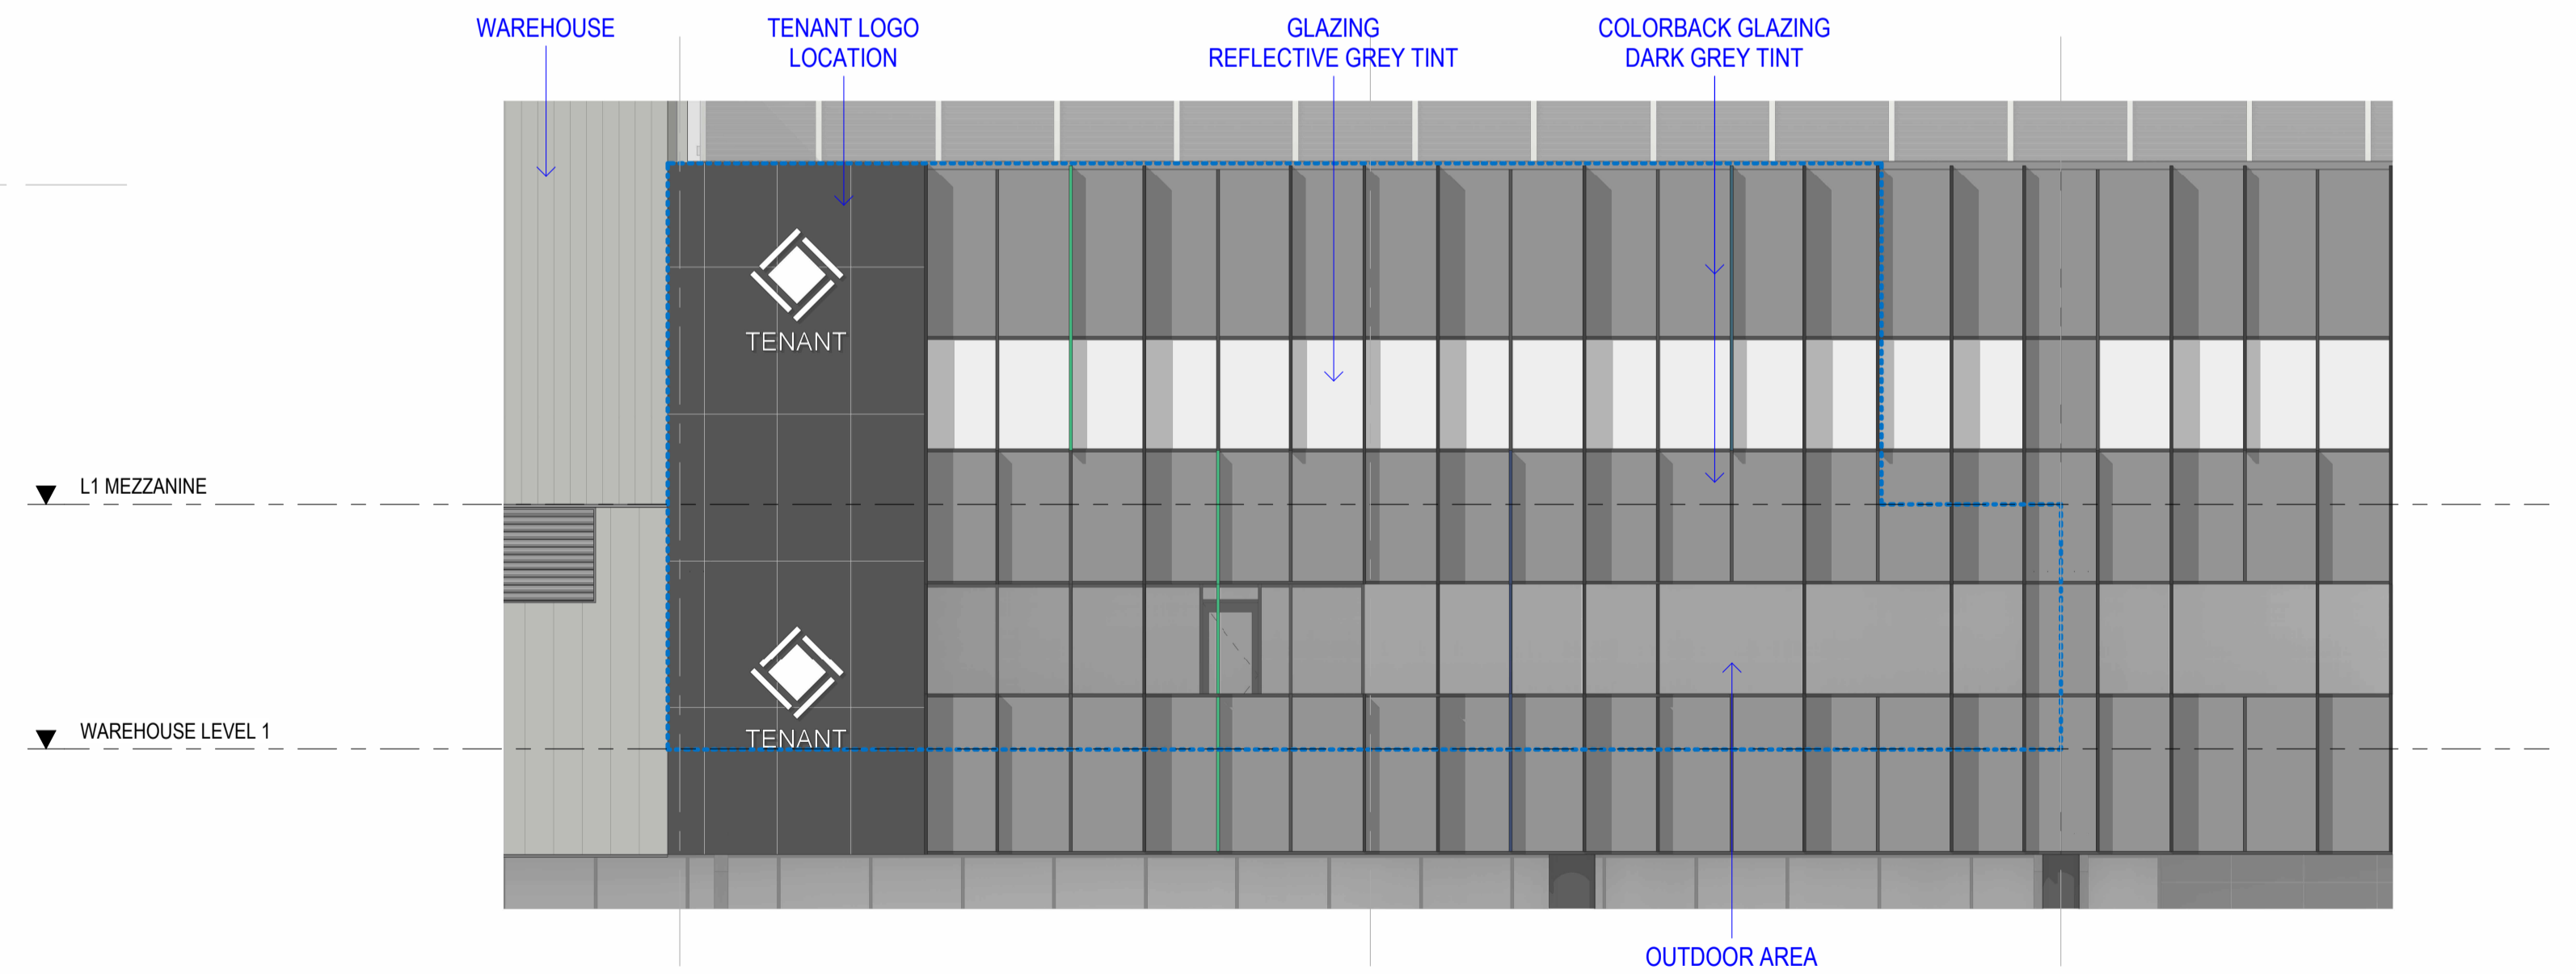 WAREHOUSE
TENANT LOGO
LOCATION
GLAZING
REFLECTIVE GREY TINT
COLORBACK GLAZING
DARK GREY TINT
TENANT
L1 MEZZANINE
WAREHOUSE LEVEL 1
TENANT
OUTDOOR AREA